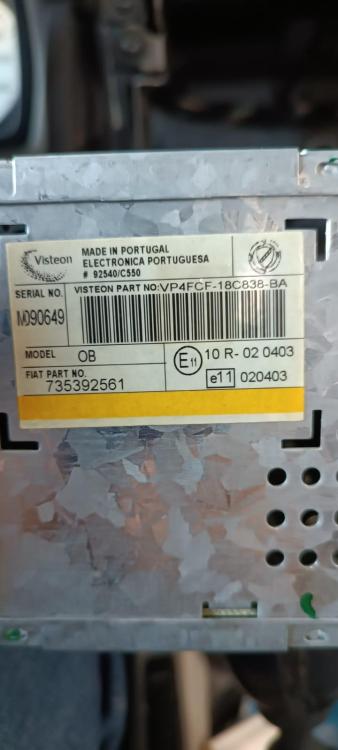 Visteon
MADE IN PORTUGAL
ELECTRONICA PORTUGUESA
# 92540/C550
FIAT
SERIAL NO.
M090649
VISTEON PART NO:VP4FCF-18C838-BA
MODEL OB
E11 10 R- 02 0403
FIAT PART NO.
735392561
e11 020403